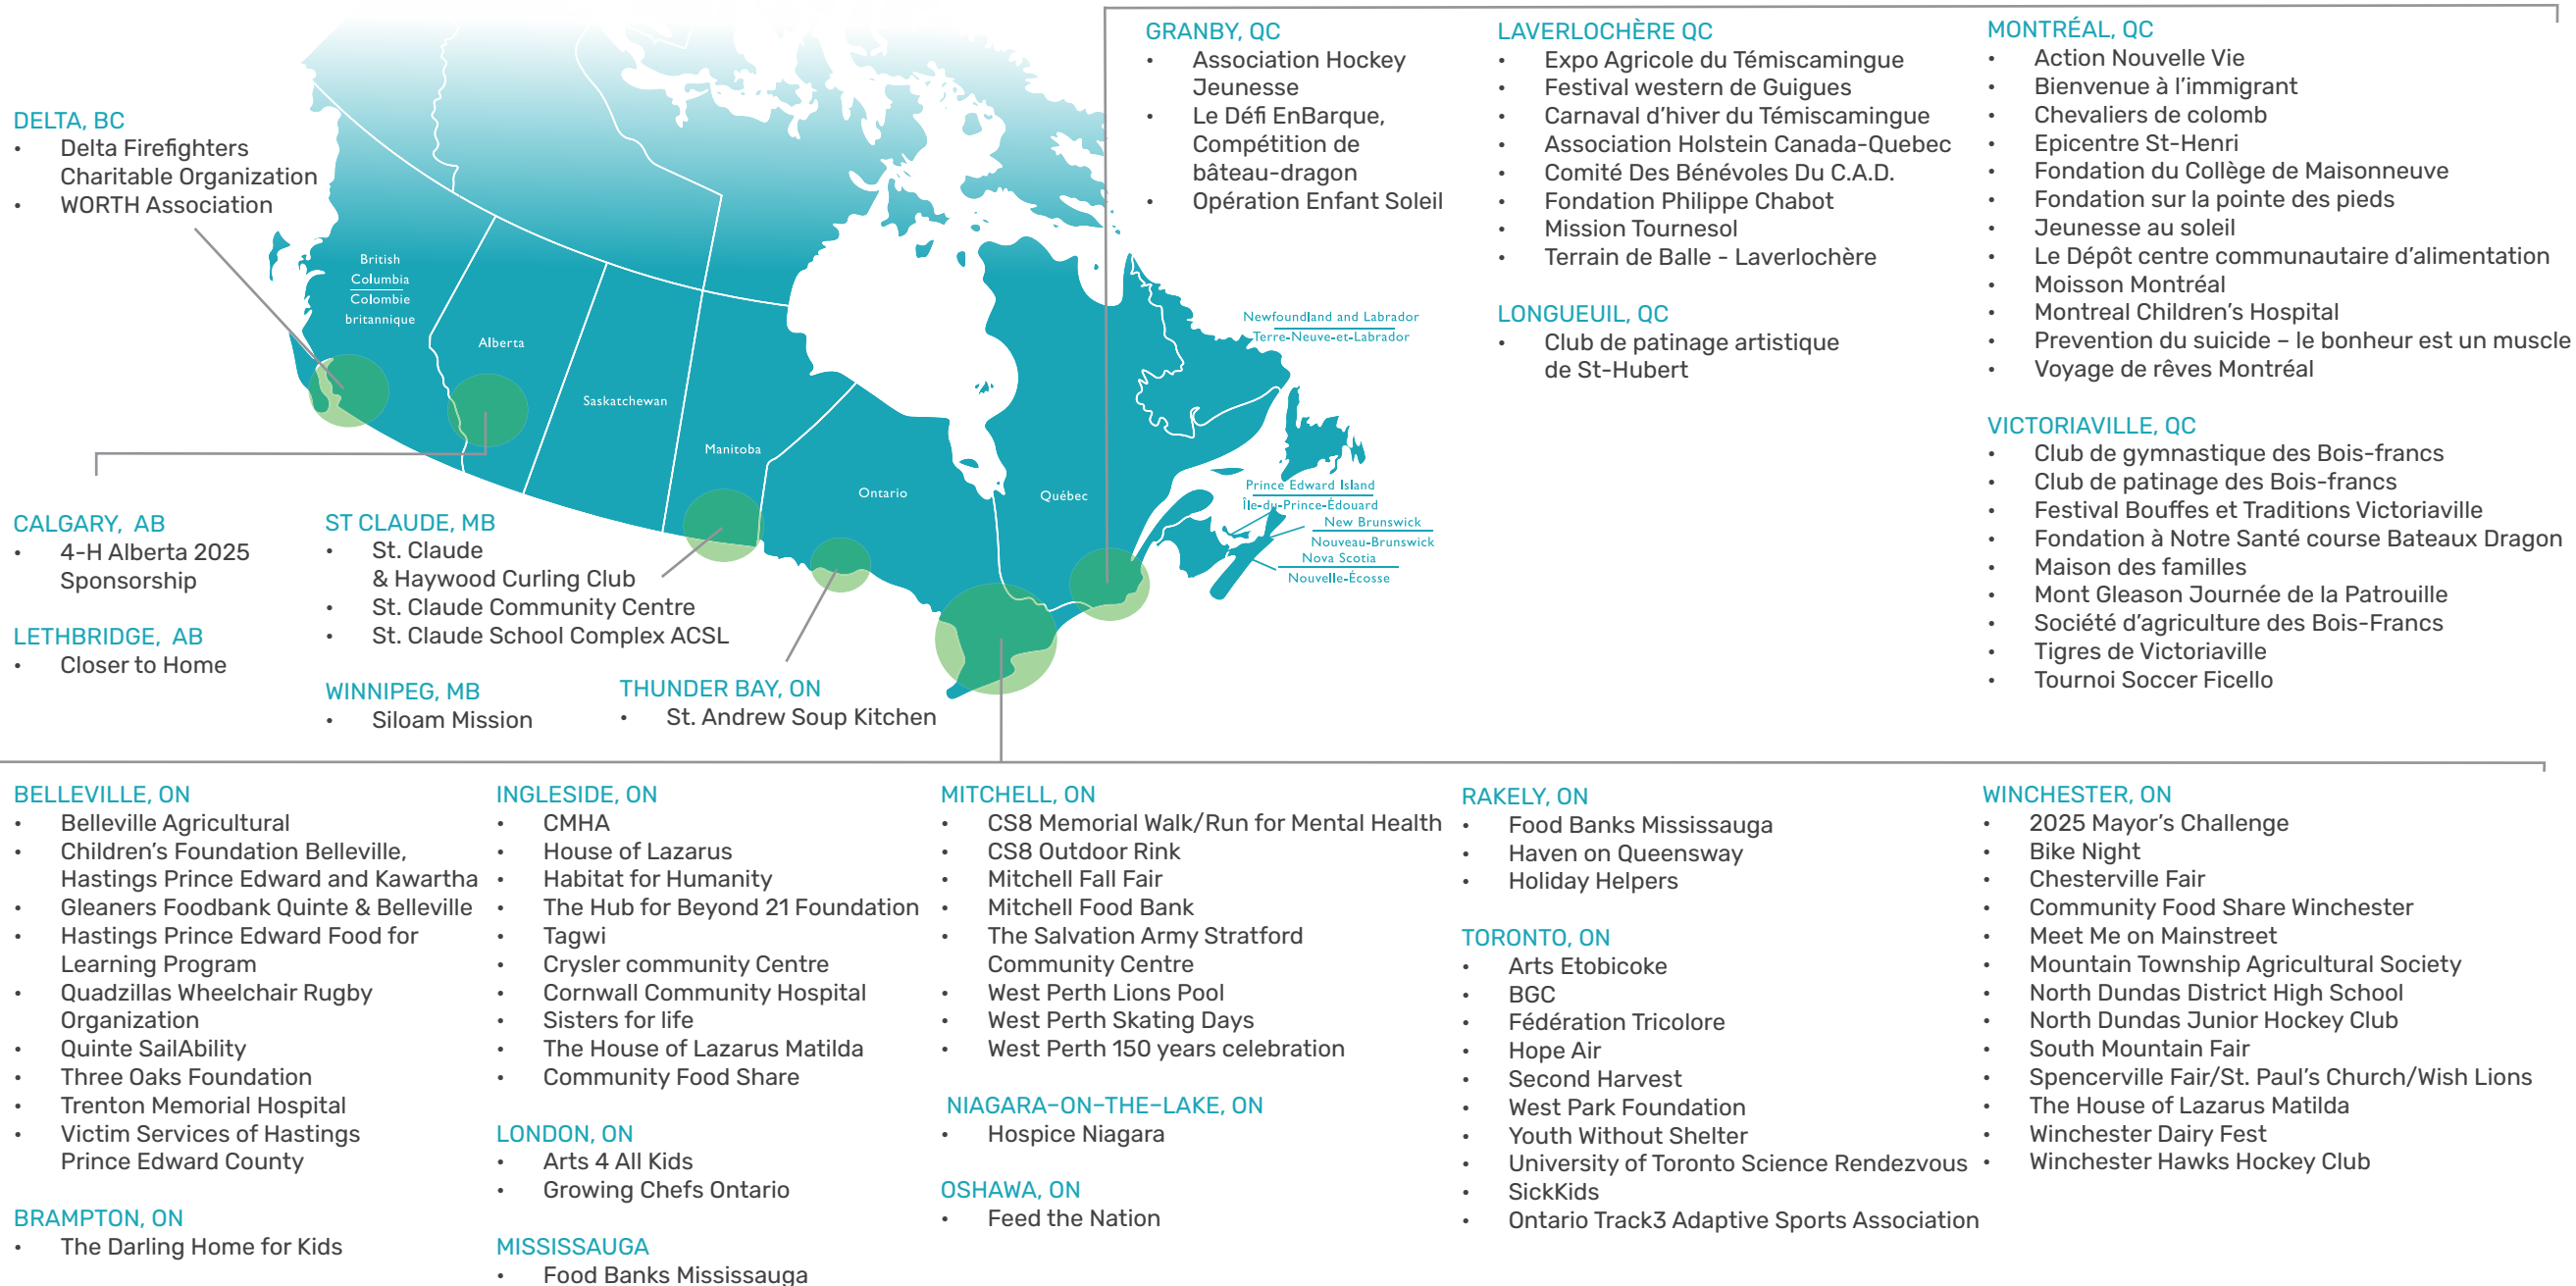 DELTA, BC
• Delta Firefighters
Charitable Organization
• WORTH Association
British
Columbia
Colombie
britannique
Alberta
Saskatchewan
Manitoba
Ontario
Québec
Newfoundland and Labrador
Terre-Neuve-et-Labrador
Prince Edward Island
Île-du-Prince-Édouard
New Brunswick
Nouveau-Brunswick
Nova Scotia
Nouvelle-Écosse
CALGARY, AB
• 4-H Alberta 2025
Sponsorship
LETHBRIDGE, AB
• Closer to Home
ST CLAUDE, MB
• St. Claude
& Haywood Curling Club
• St. Claude Community Centre
• St. Claude School Complex ACSL
WINNIPEG, MB
• Siloam Mission
THUNDER BAY, ON
• St. Andrew Soup Kitchen
GRANBY, QC
• Association Hockey
Jeunesse
• Le Défi EnBarque,
Compétition de
bâteau-dragon
• Opération Enfant Soleil
LAVERLOCHÈRE QC
• Expo Agricole du Témiscamingue
• Festival western de Guigues
• Carnaval d'hiver du Témiscamingue
• Association Holstein Canada-Quebec
• Comité Des Bénévoles Du C.A.D.
• Fondation Philippe Chabot
• Mission Tournesol
• Terrain de Balle - Laverlochère
LONGUEUIL, QC
• Club de patinage artistique
de St-Hubert
MONTRÉAL, QC
• Action Nouvelle Vie
• Bienvenue à l'immigrant
• Chevaliers de colomb
• Epicentre St-Henri
• Fondation du Collège de Maisonneuve
• Fondation sur la pointe des pieds
• Jeunesse au soleil
• Le Dépôt centre communautaire d'alimentation
• Moisson Montréal
• Montreal Children's Hospital
• Prevention du suicide – le bonheur est un muscle
• Voyage de rêves Montréal
VICTORIAVILLE, QC
• Club de gymnastique des Bois-francs
• Club de patinage des Bois-francs
• Festival Bouffes et Traditions Victoriaville
• Fondation à Notre Santé course Bateaux Dragon
• Maison des familles
• Mont Gleason Journée de la Patrouille
• Société d'agriculture des Bois-Francs
• Tigres de Victoriaville
• Tournoi Soccer Ficello
BELLEVILLE, ON
• Belleville Agricultural
• Children's Foundation Belleville,
Hastings Prince Edward and Kawartha
• Gleaners Foodbank Quinte & Belleville
• Hastings Prince Edward Food for
Learning Program
• Quadzillas Wheelchair Rugby
Organization
• Quinte SailAbility
• Three Oaks Foundation
• Trenton Memorial Hospital
• Victim Services of Hastings
Prince Edward County
BRAMPTON, ON
• The Darling Home for Kids
INGLESIDE, ON
• CMHA
• House of Lazarus
• Habitat for Humanity
• The Hub for Beyond 21 Foundation
• Tagwi
• Crysler community Centre
• Cornwall Community Hospital
• Sisters for life
• The House of Lazarus Matilda
• Community Food Share
LONDON, ON
• Arts 4 All Kids
• Growing Chefs Ontario
MISSISSAUGA
• Food Banks Mississauga
MITCHELL, ON
• CS8 Memorial Walk/Run for Mental Health
• CS8 Outdoor Rink
• Mitchell Fall Fair
• Mitchell Food Bank
• The Salvation Army Stratford
Community Centre
• West Perth Lions Pool
• West Perth Skating Days
• West Perth 150 years celebration
NIAGARA-ON-THE-LAKE, ON
• Hospice Niagara
OSHAWA, ON
• Feed the Nation
RAKELY, ON
• Food Banks Mississauga
• Haven on Queensway
• Holiday Helpers
TORONTO, ON
• Arts Etobicoke
• BGC
• Fédération Tricolore
• Hope Air
• Second Harvest
• West Park Foundation
• Youth Without Shelter
• University of Toronto Science Rendezvous
• SickKids
• Ontario Track3 Adaptive Sports Association
WINCHESTER, ON
• 2025 Mayor's Challenge
• Bike Night
• Chesterville Fair
• Community Food Share Winchester
• Meet Me on Mainstreet
• Mountain Township Agricultural Society
• North Dundas District High School
• North Dundas Junior Hockey Club
• South Mountain Fair
• Spencerville Fair/St. Paul's Church/Wish Lions
• The House of Lazarus Matilda
• Winchester Dairy Fest
• Winchester Hawks Hockey Club